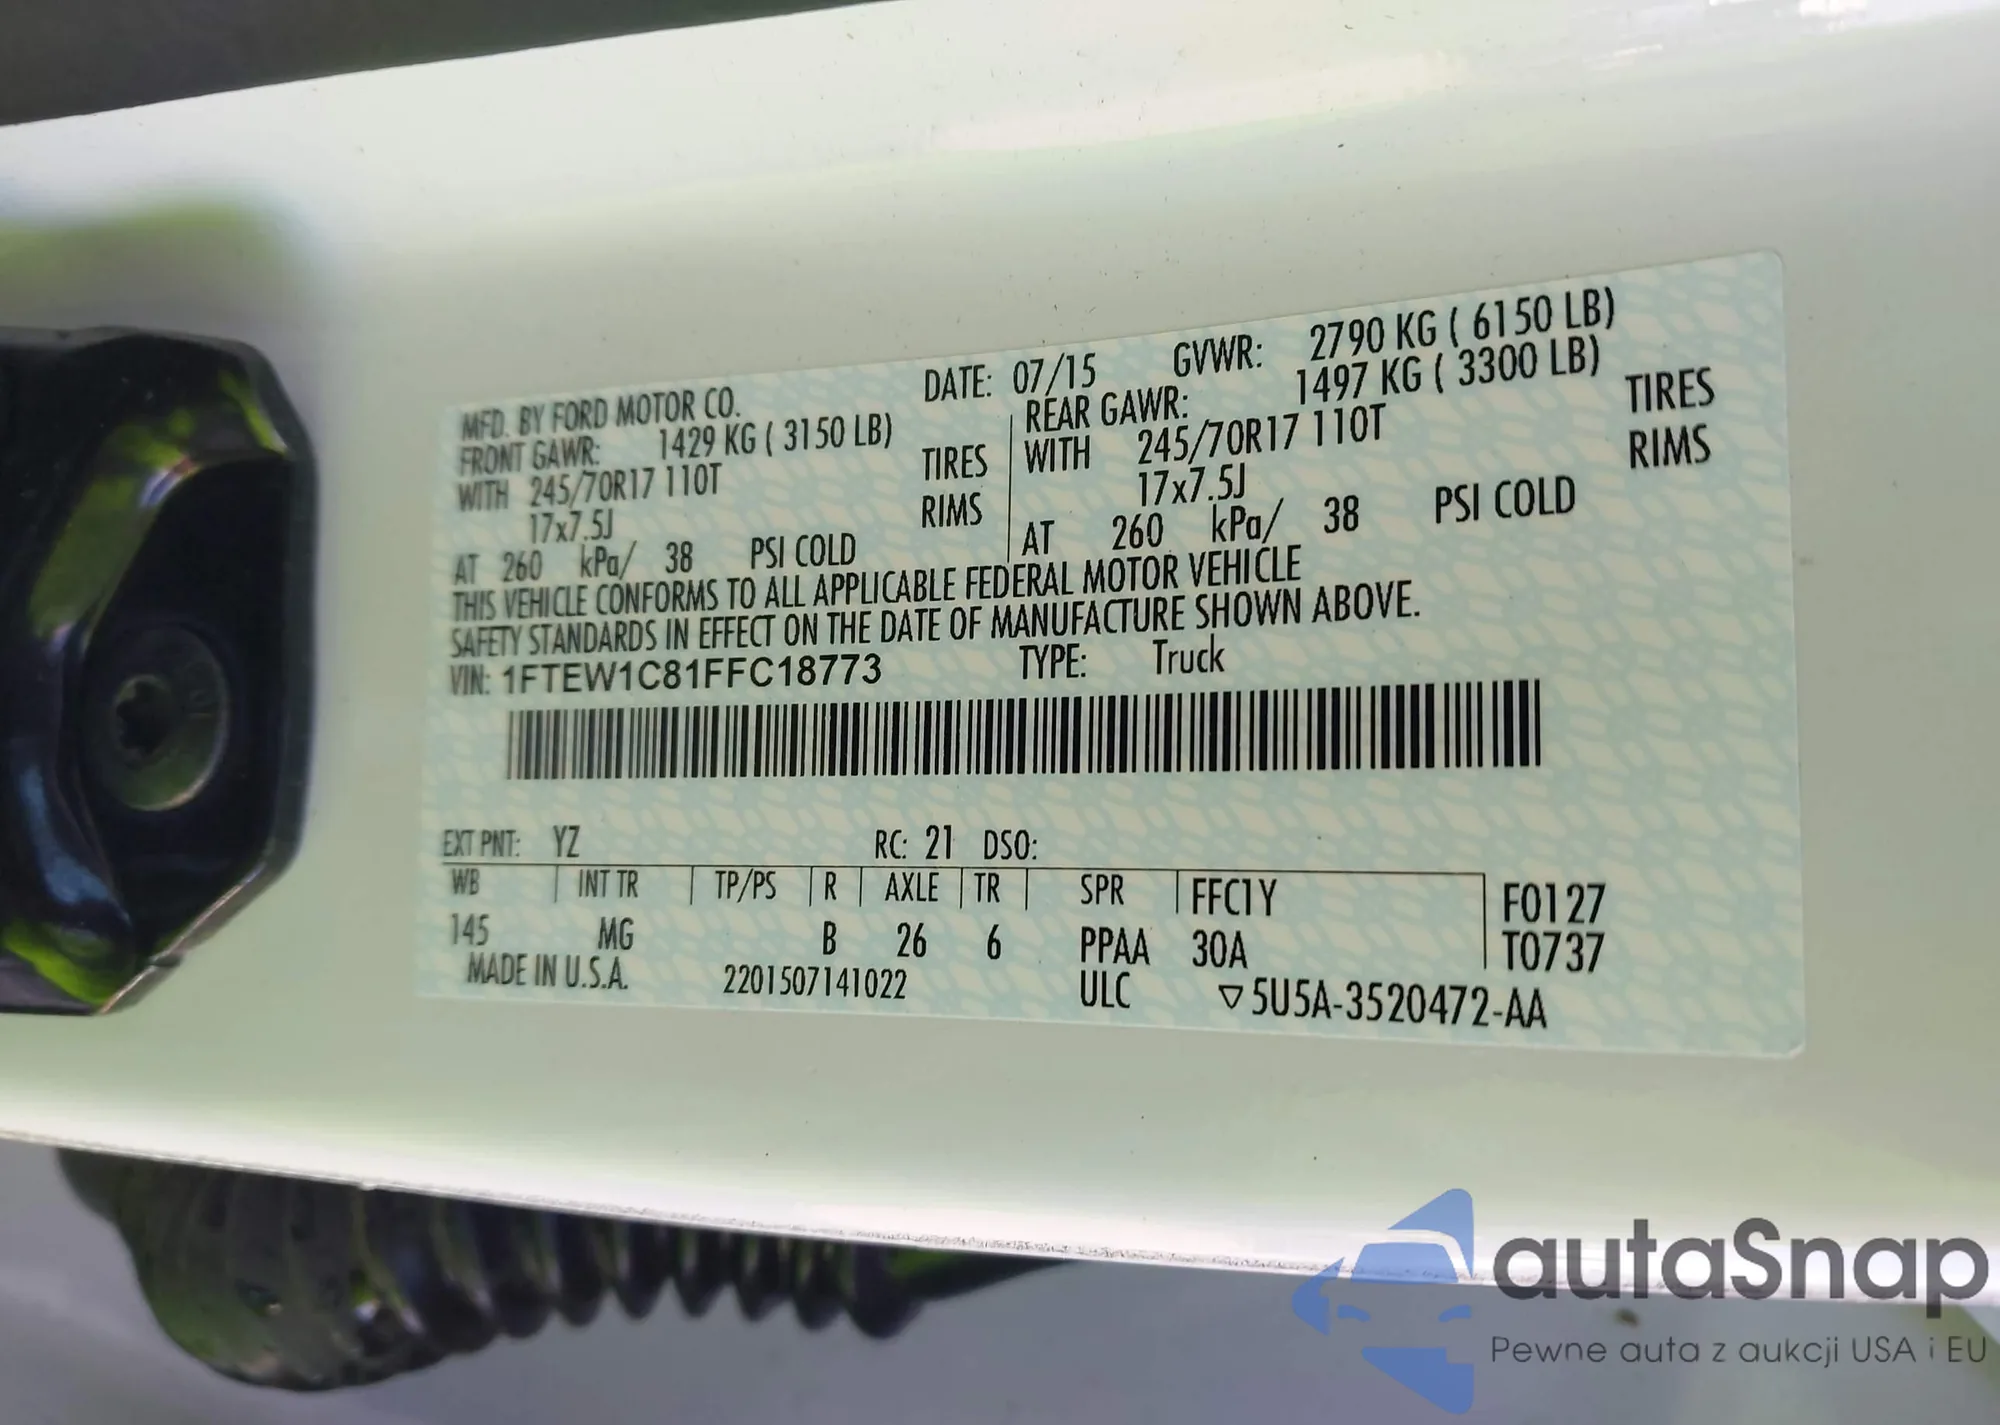 MFD. BY FORD MOTOR CO. DATE: 07/15 GVWR: 2790 KG ( 6150 LB)
FRONT GAWR: 1429 KG ( 3150 LB) REAR GAWR: 1497 KG ( 3300 LB)
WITH 245/70R17 110T TIRES WITH 245/70R17 110T TIRES
17x7.5J RIMS 17x7.5J RIMS
AT 260 kPa/ 38 PSI COLD AT 260 kPa/ 38 PSI COLD
THIS VEHICLE CONFORMS TO ALL APPLICABLE FEDERAL MOTOR VEHICLE
SAFETY STANDARDS IN EFFECT ON THE DATE OF MANUFACTURE SHOWN ABOVE.
VIN: 1FTEW1C81FFC18773 TYPE: Truck
EXT PNT: YZ RC: 21 DSO:
WB INT TR TP/PS R AXLE TR SPR FFC1Y F0127
145 MG B 26 6 PPAA 30A T0737
MADE IN U.S.A. 2201507141022 ULC ▽5U5A-3520472-AA
autaSnap
Pewne auta z aukcji USA i EU